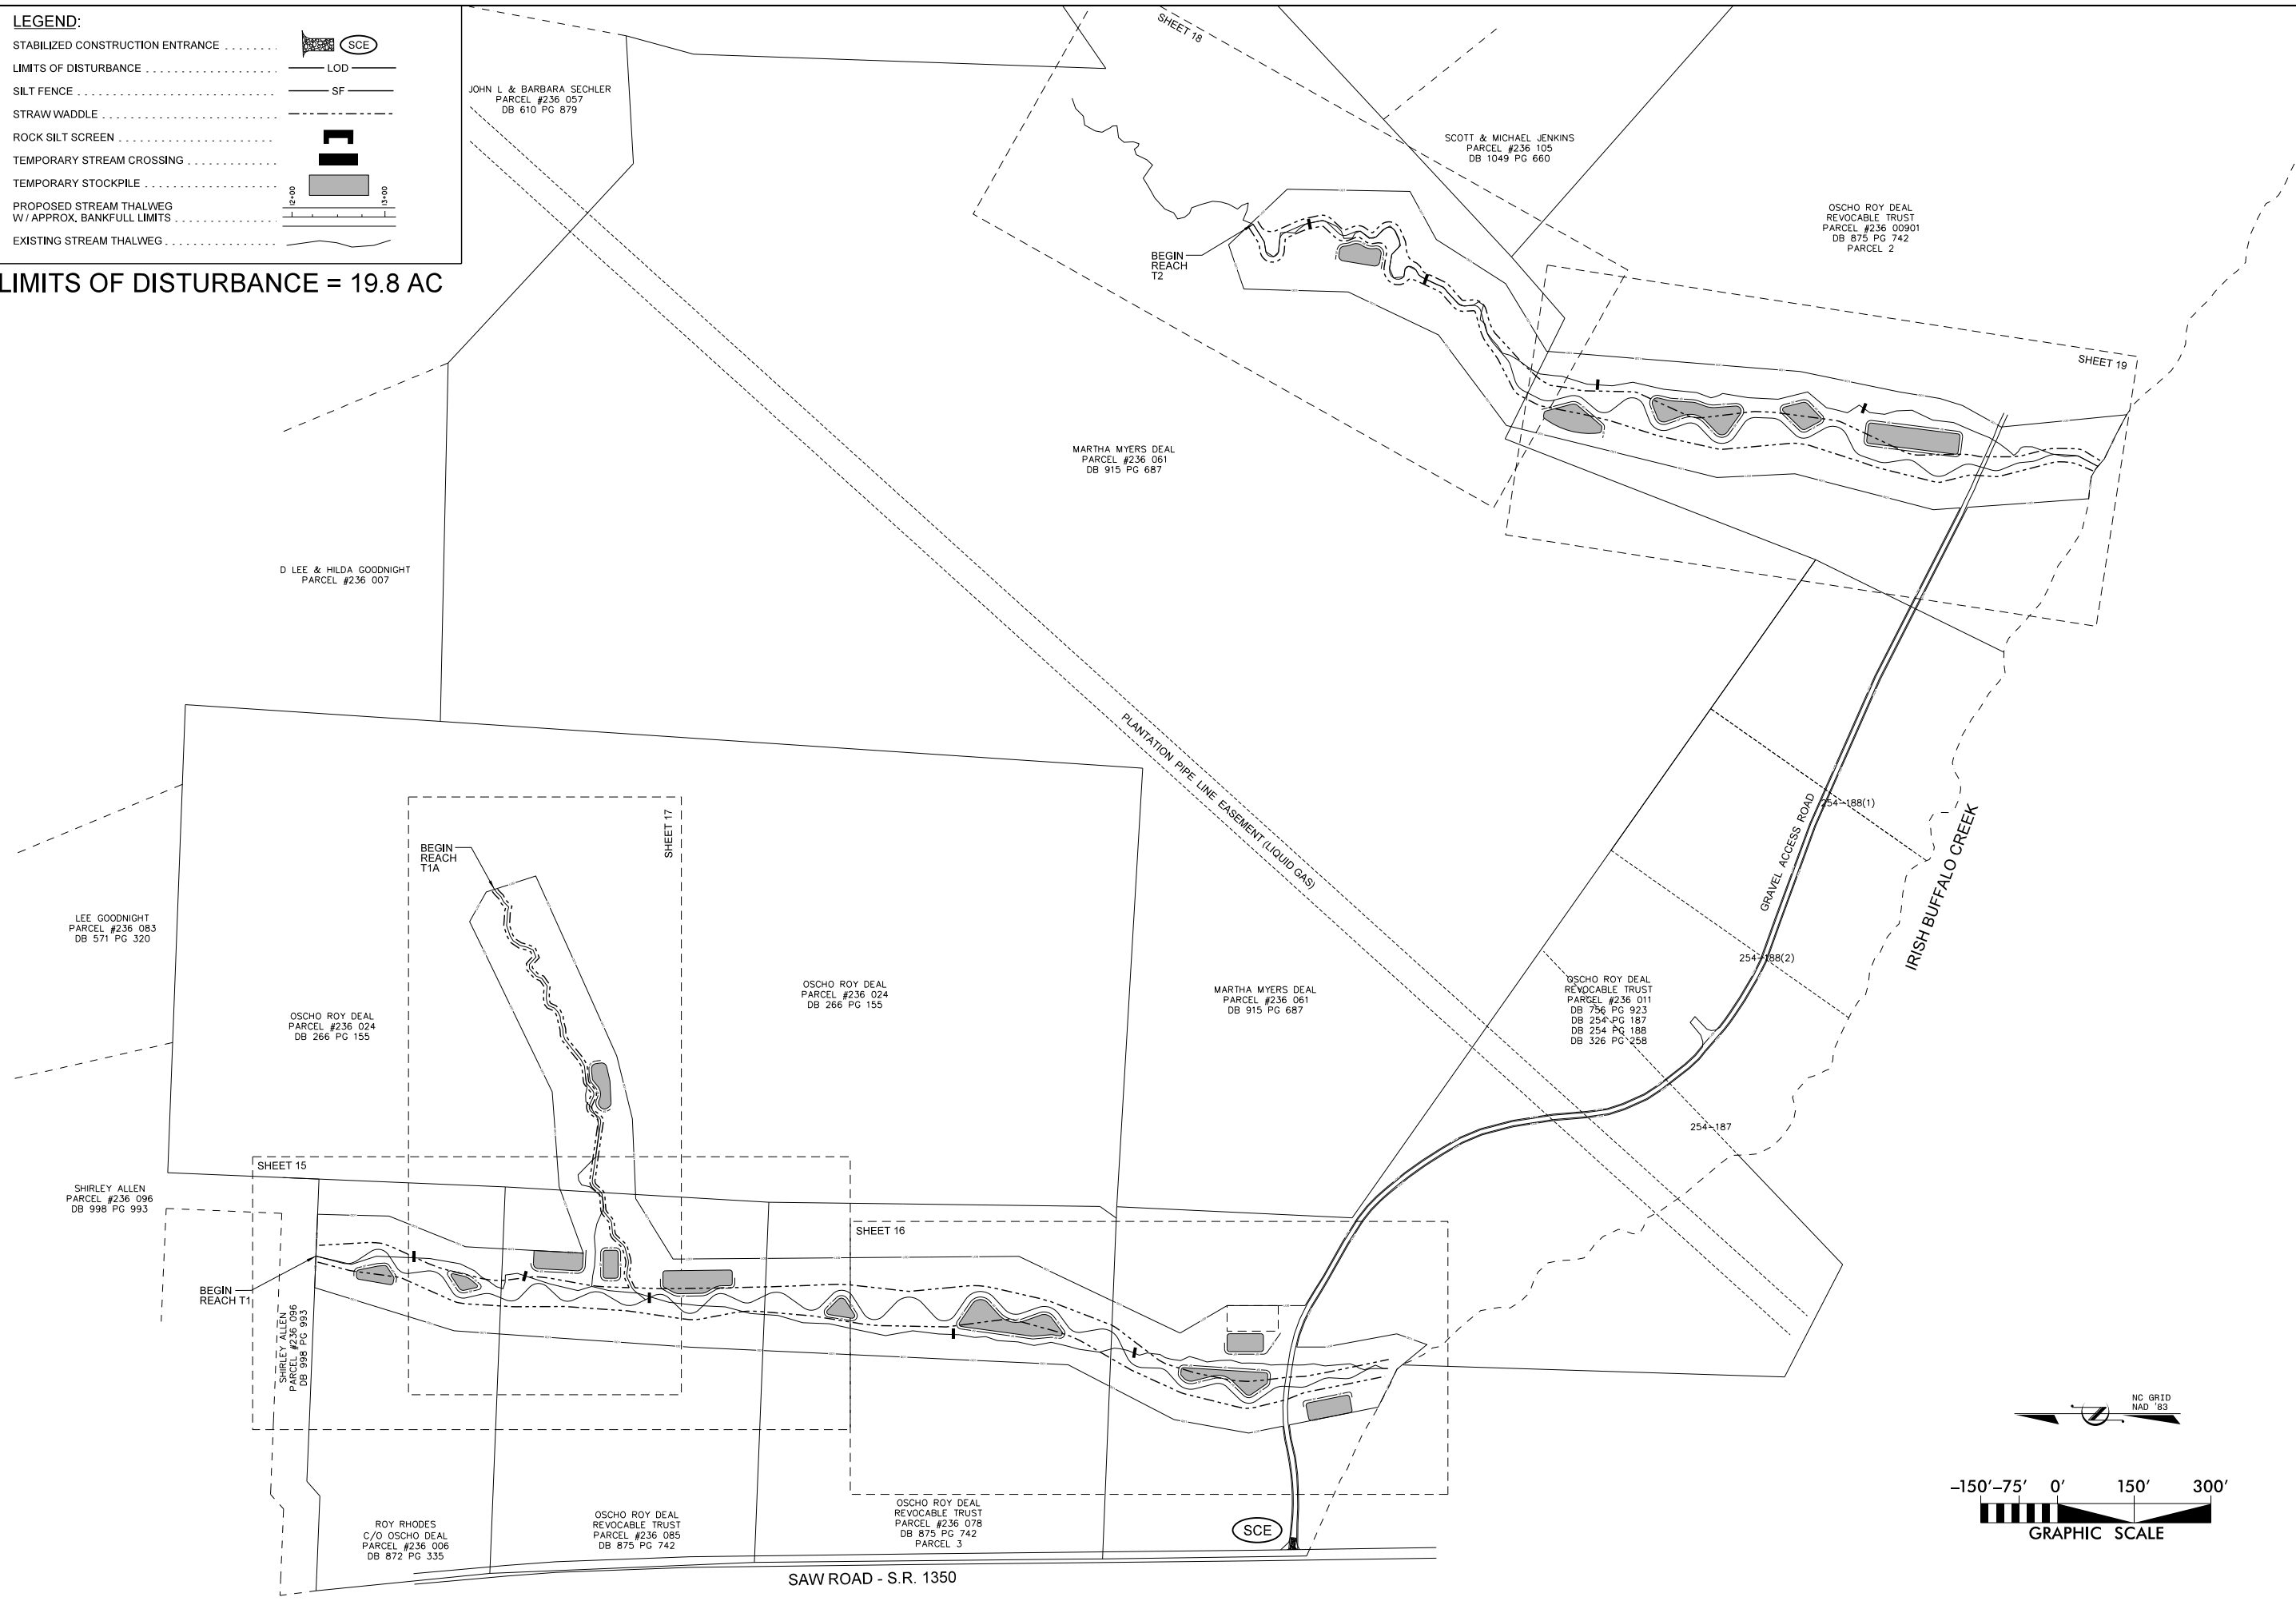 LEGEND:
STABILIZED CONSTRUCTION ENTRANCE . . . . . . . SCE
LIMITS OF DISTURBANCE . . . . . . . . . . . . . . . . . LOD
SILT FENCE . . . . . . . . . . . . . . . . . . . . . . . . . . SF
STRAW WADDLE . . . . . . . . . . . . . . . . . . . . . . .
ROCK SILT SCREEN . . . . . . . . . . . . . . . . . . . .
TEMPORARY STREAM CROSSING . . . . . . . . . . . .
TEMPORARY STOCKPILE . . . . . . . . . . . . . . . . .
12+00
13+00
PROPOSED STREAM THALWEG
W/ APPROX. BANKFULL LIMITS . . . . . . . . . . . . .
EXISTING STREAM THALWEG . . . . . . . . . . . . . .
LIMITS OF DISTURBANCE = 19.8 AC
JOHN L & BARBARA SECHLER
PARCEL #236 057
DB 610 PG 879
SHEET 18
SCOTT & MICHAEL JENKINS
PARCEL #236 105
DB 1049 PG 660
OSCHO ROY DEAL
REVOCABLE TRUST
PARCEL #236 00901
DB 875 PG 742
PARCEL 2
BEGIN
REACH
T2
SHEET 19
MARTHA MYERS DEAL
PARCEL #236 061
DB 915 PG 687
D LEE & HILDA GOODNIGHT
PARCEL #236 007
PLANTATION PIPE LINE EASEMENT (LIQUID GAS)
SHEET 17
BEGIN
REACH
T1A
GRAVEL ACCESS ROAD
254-188(1)
IRISH BUFFALO CREEK
LEE GOODNIGHT
PARCEL #236 083
DB 571 PG 320
254-188(2)
OSCHO ROY DEAL
PARCEL #236 024
DB 266 PG 155
OSCHO ROY DEAL
PARCEL #236 024
DB 266 PG 155
MARTHA MYERS DEAL
PARCEL #236 061
DB 915 PG 687
OSCHO ROY DEAL
REVOCABLE TRUST
PARCEL #236 011
DB 756 PG 923
DB 254 PG 187
DB 254 PG 188
DB 326 PG 258
254-187
SHEET 15
SHIRLEY ALLEN
PARCEL #236 096
DB 998 PG 993
SHEET 16
BEGIN
REACH T1
SHIRLEY ALLEN
PARCEL #236 096
DB 998 PG 993
NC GRID
NAD '83
-150'-75' 0' 150' 300'
GRAPHIC SCALE
ROY RHODES
C/O OSCHO DEAL
PARCEL #236 006
DB 872 PG 335
OSCHO ROY DEAL
REVOCABLE TRUST
PARCEL #236 085
DB 875 PG 742
OSCHO ROY DEAL
REVOCABLE TRUST
PARCEL #236 078
DB 875 PG 742
PARCEL 3
SCE
SAW ROAD - S.R. 1350